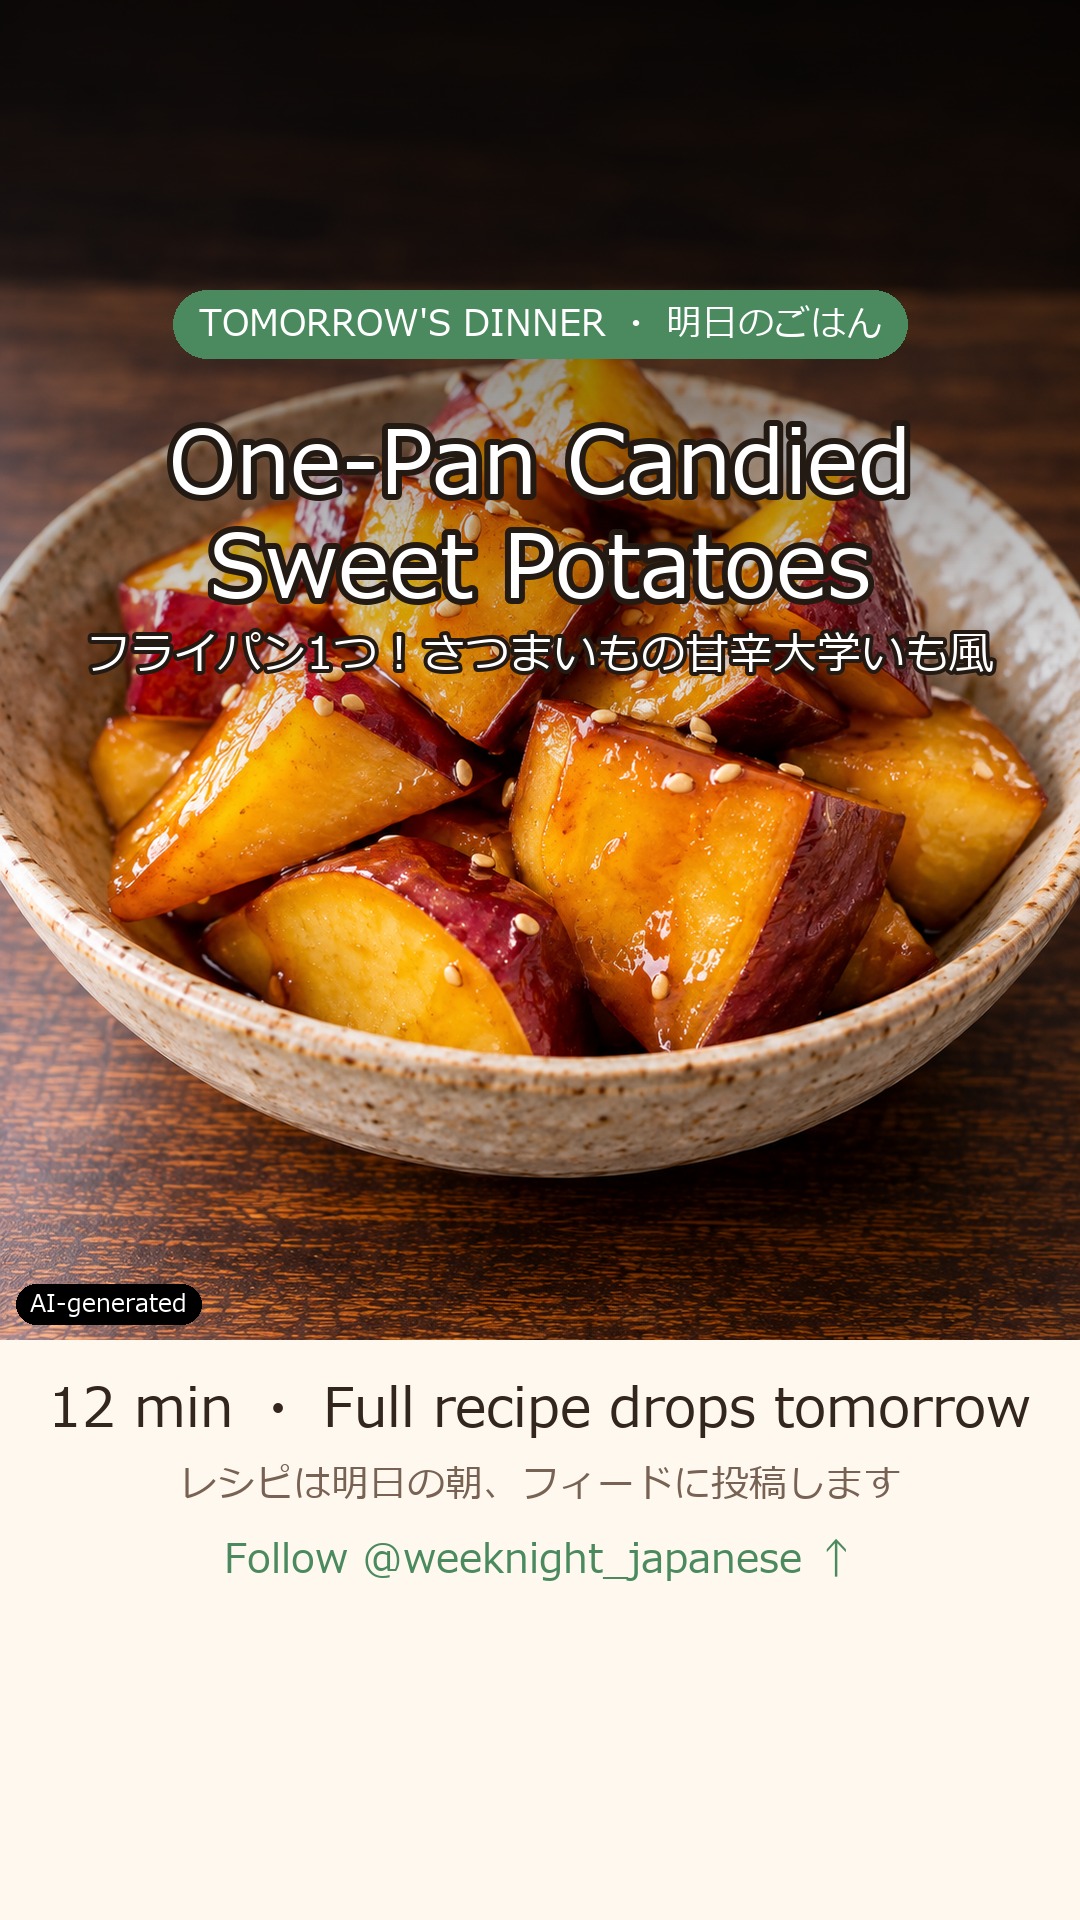 TOMORROW'S DINNER ・ 明日のごはん
One-Pan Candied
Sweet Potatoes
フライパン1つ！さつまいもの甘辛大学いも風
AI-generated
12 min ・ Full recipe drops tomorrow
レシピは明日の朝、フィードに投稿します
Follow @weeknight_japanese ↑